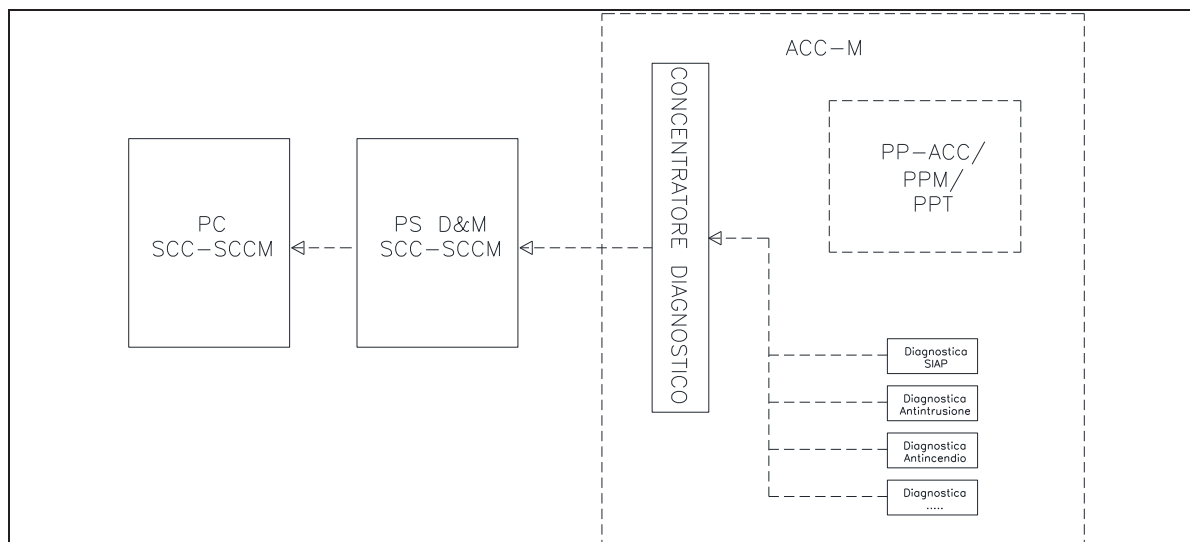 ACC-M
PC
SCC-SCCM
PS D&M
SCC-SCCM
CONCENTRATORE DIAGNOSTICO
PP-ACC/
PPM/
PPT
Diagnostica
SIAP
Diagnostica
Antintrusione
Diagnostica
Antincendio
Diagnostica
.....